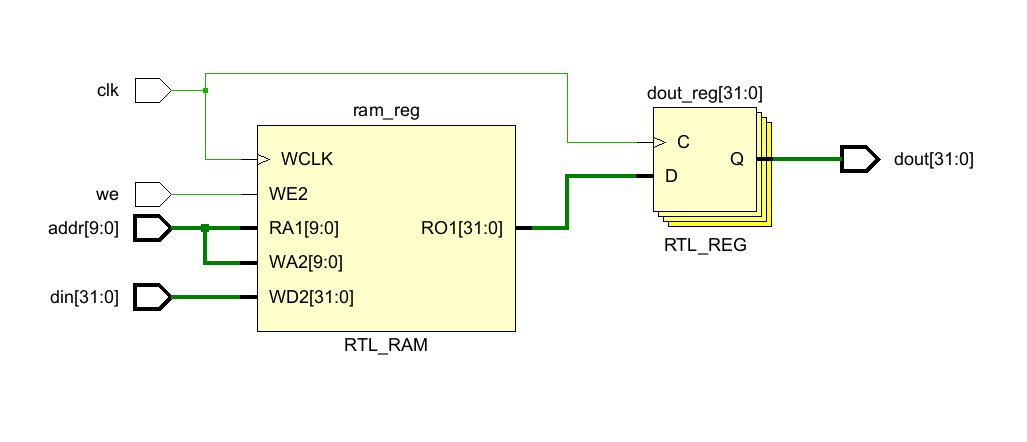 clk
we
addr[9:0]
din[31:0]
ram_reg
WCLK
WE2
RA1[9:0]
RO1[31:0]
WA2[9:0]
WD2[31:0]
RTL_RAM
dout_reg[31:0]
C
Q
D
RTL_REG
dout[31:0]